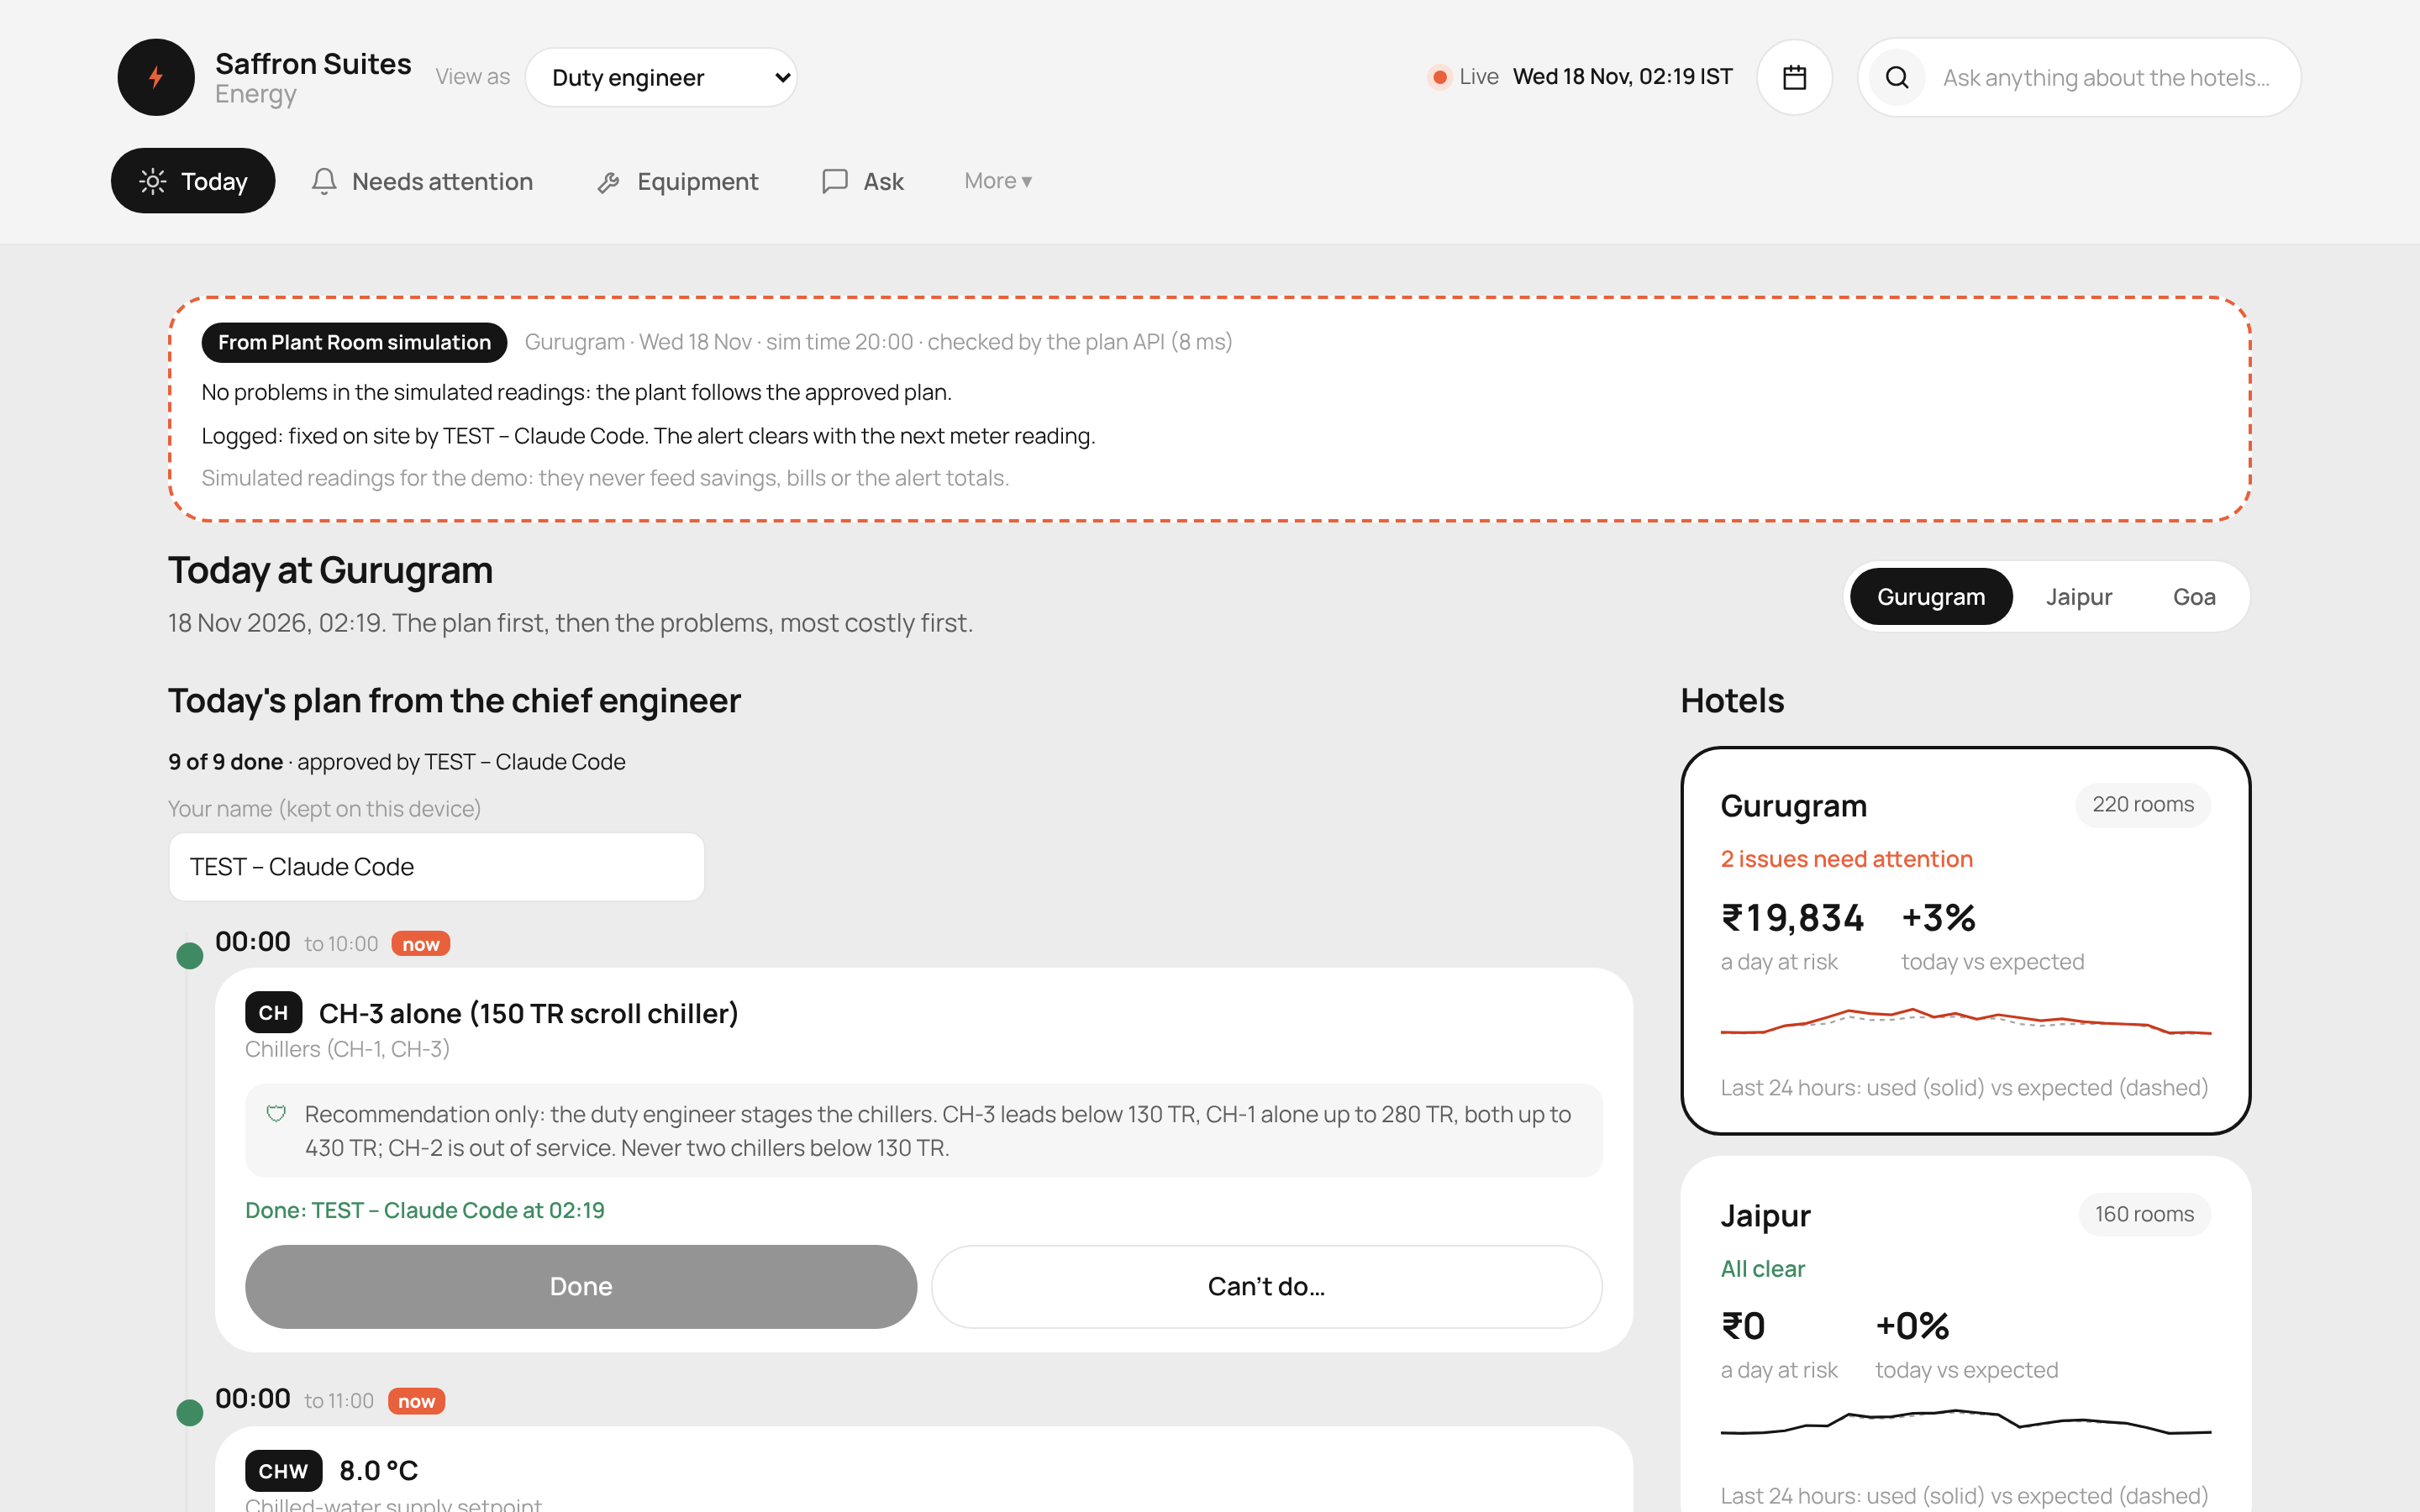 Saffron Suites
Energy
View as
Duty engineer
Live Wed 18 Nov, 02:19 IST
Ask anything about the hotels...
Today
Needs attention
Equipment
Ask
More ▾
From Plant Room simulation Gurugram · Wed 18 Nov · sim time 20:00 · checked by the plan API (8 ms)
No problems in the simulated readings: the plant follows the approved plan.
Logged: fixed on site by TEST – Claude Code. The alert clears with the next meter reading.
Simulated readings for the demo: they never feed savings, bills or the alert totals.
Today at Gurugram
18 Nov 2026, 02:19. The plan first, then the problems, most costly first.
Gurugram
Jaipur
Goa
Today's plan from the chief engineer
9 of 9 done · approved by TEST – Claude Code
Your name (kept on this device)
TEST – Claude Code
00:00 to 10:00 now
CH CH-3 alone (150 TR scroll chiller)
Chillers (CH-1, CH-3)
Recommendation only: the duty engineer stages the chillers. CH-3 leads below 130 TR, CH-1 alone up to 280 TR, both up to
430 TR; CH-2 is out of service. Never two chillers below 130 TR.
Done: TEST – Claude Code at 02:19
Done
Can't do...
00:00 to 11:00 now
CHW 8.0 °C
Chilled-water supply setpoint
Hotels
Gurugram
220 rooms
2 issues need attention
₹19,834 +3%
a day at risk today vs expected
Last 24 hours: used (solid) vs expected (dashed)
Jaipur
160 rooms
All clear
₹0 +0%
a day at risk today vs expected
Last 24 hours: used (solid) vs expected (dashed)